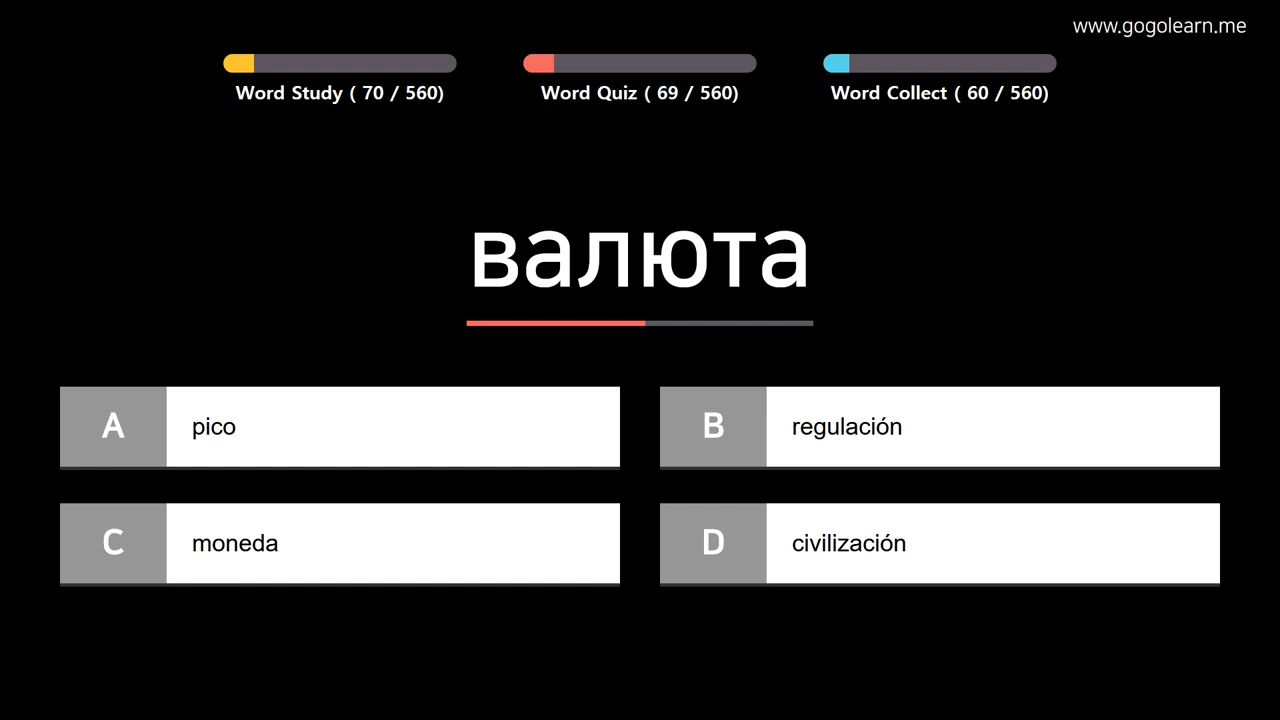 www.gogolearn.me
Word Study ( 70 / 560)
Word Quiz ( 69 / 560)
Word Collect ( 60 / 560)
валюта
A pico
B regulación
C moneda
D civilización